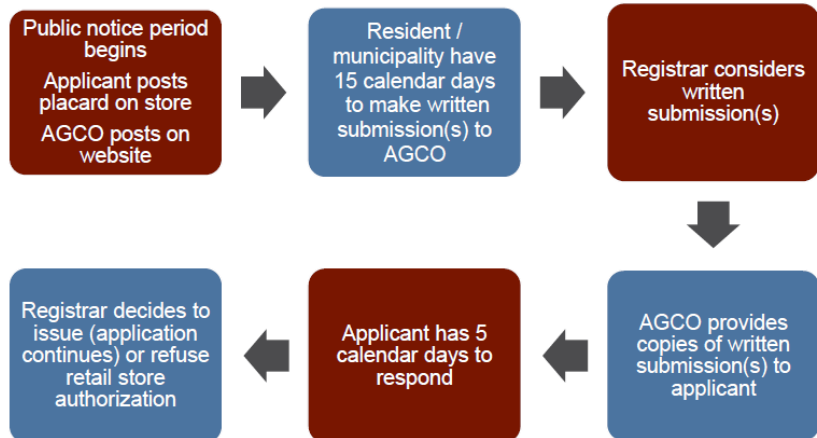 Public notice period
begins
Applicant posts
placard on store
AGCO posts on
website
Resident /
municipality have
15 calendar days
to make written
submission(s) to
AGCO
Registrar considers
written
submission(s)
AGCO provides
copies of written
submission(s) to
applicant
Applicant has 5
calendar days to
respond
Registrar decides to
issue (application
continues) or refuse
retail store
authorization